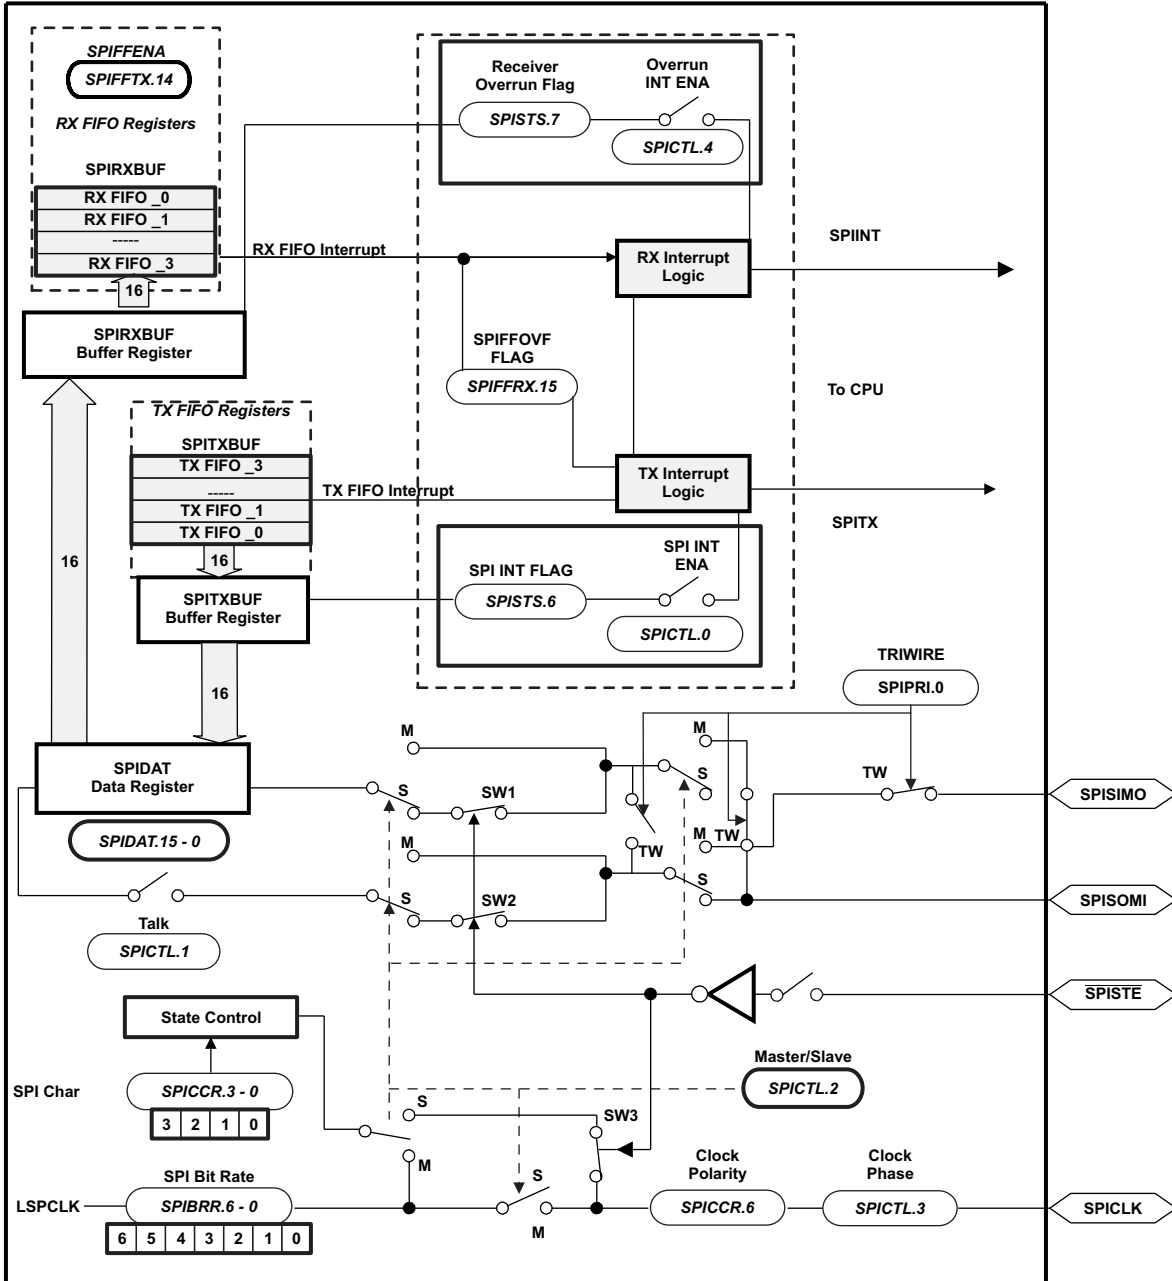 SPIFFENA
SPIFFTX.14
RX FIFO Registers
SPIRXBUF
RX FIFO _0
RX FIFO _1
-----
RX FIFO _3
16
SPIRXBUF
Buffer Register
Receiver
Overrun Flag
SPISTS.7
Overrun
INT ENA
SPICTL.4
RX FIFO Interrupt
RX Interrupt
Logic
SPIINT
SPIFFOVF
FLAG
SPIFFRX.15
To CPU
TX FIFO Registers
SPITXBUF
TX FIFO _3
-----
TX FIFO _1
TX FIFO _0
16
16
TX FIFO Interrupt
TX Interrupt
Logic
SPITX
SPITXBUF
Buffer Register
SPI INT FLAG
SPISTS.6
SPI INT
ENA
SPICTL.0
16
TRIWIRE
SPIPRI.0
SPIDAT
Data Register
SPIDAT.15 - 0
M
S
SW1
M
S
SW2
TW
M
S
M
TW
S
TW
SPISIMO
SPISOMI
Talk
SPICTL.1
SPISTE
State Control
Master/Slave
SPICTL.2
SPI Char
SPICCR.3 - 0
3 2 1 0
S
M
SW3
SPI Bit Rate
LSPCLK
SPIBRR.6 - 0
6 5 4 3 2 1 0
S
M
Clock
Polarity
SPICCR.6
Clock
Phase
SPICTL.3
SPICLK